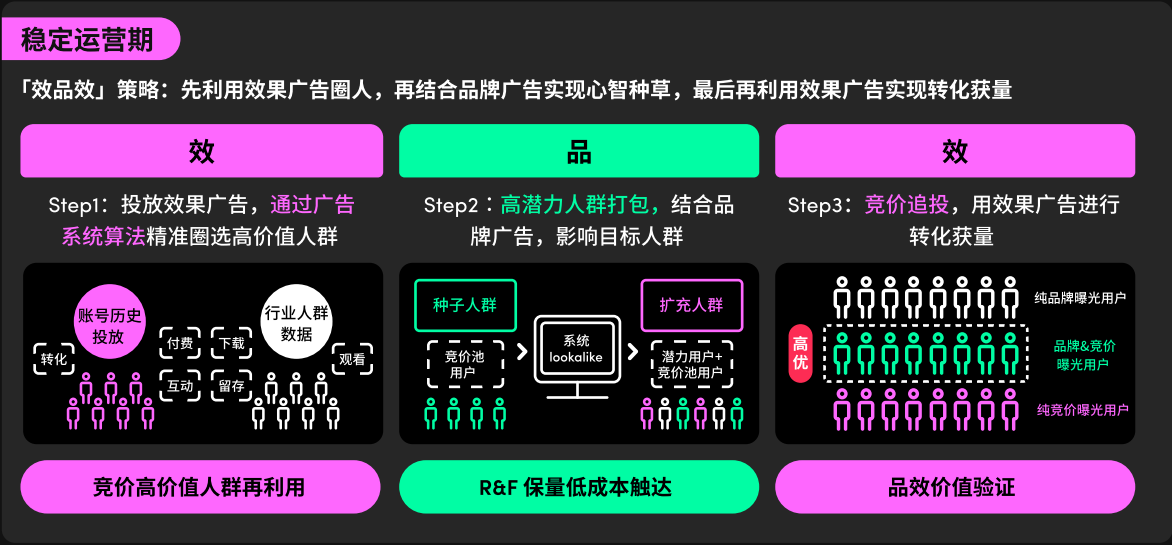 稳定运营期
「效品效」策略：先利用效果广告圈人，再结合品牌广告实现心智种草，最后再利用效果广告实现转化获量
效
Step1：投放效果广告，通过广告
系统算法精准圈选高价值人群
账号历史
投放
行业人群
数据
转化
付费
下载
观看
互动
留存
竞价高价值人群再利用
品
Step2：高潜力人群打包，结合品
牌广告，影响目标人群
种子人群
竞价池
用户
系统
lookalike
扩充人群
潜力用户+
竞价池用户
R&F 保量低成本触达
效
Step3：竞价追投，用效果广告进行
转化获量
纯品牌曝光用户
高
优
品牌&竞价
曝光用户
纯竞价曝光用户
品效价值验证